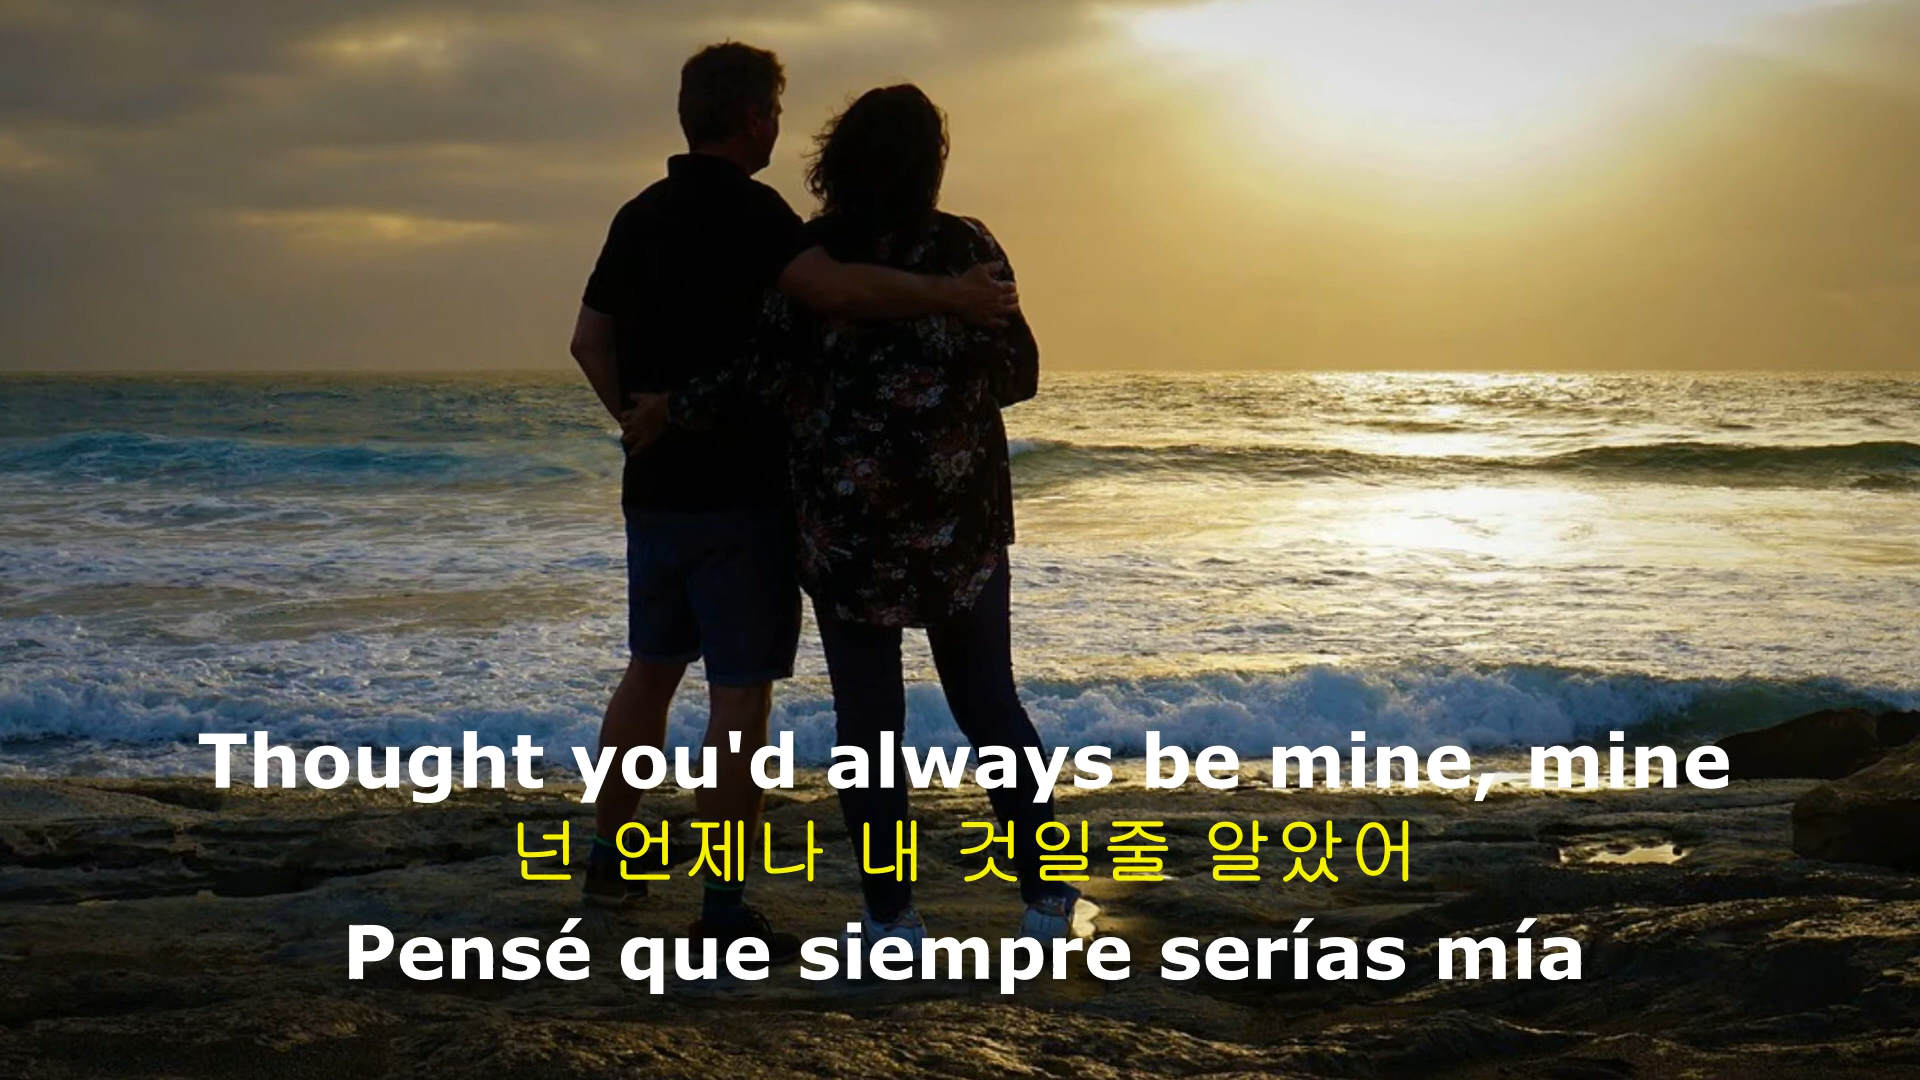 Thought you'd always be mine, mine
넌 언제나 내 것일줄 알았어
Pensé que siempre serías mía